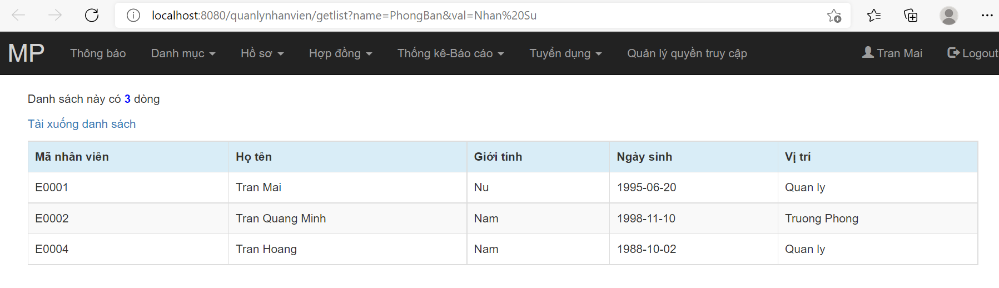 localhost:8080/quanlynhanvien/getlist?name=PhongBan&val=Nhan%20Su
MP Thông báo Danh mục Hồ sơ Hợp đồng Thống kê-Báo cáo Tuyển dụng Quản lý quyền truy cập Tran Mai Logout
Danh sách này có 3 dòng
Tải xuống danh sách
Mã nhân viên Họ tên Giới tính Ngày sinh Vị trí
E0001 Tran Mai Nu 1995-06-20 Quan ly
E0002 Tran Quang Minh Nam 1998-11-10 Truong Phong
E0004 Tran Hoang Nam 1988-10-02 Quan ly